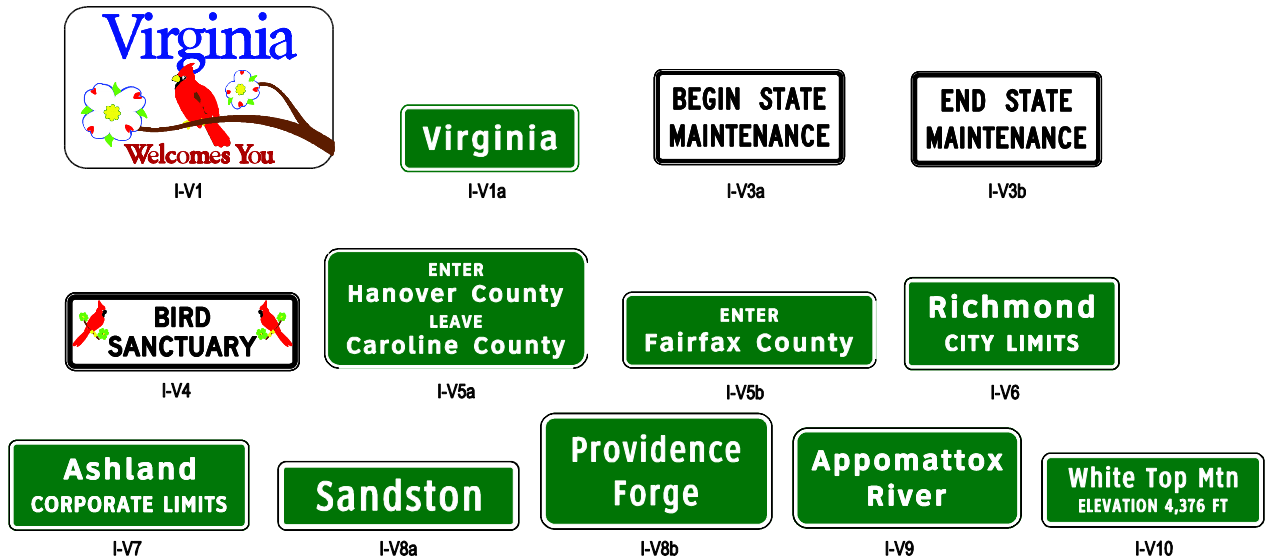 Virginia
Welcomes You
I-V1
Virginia
I-V1a
BEGIN STATE
MAINTENANCE
I-V3a
END STATE
MAINTENANCE
I-V3b
BIRD
SANCTUARY
I-V4
ENTER
Hanover County
LEAVE
Caroline County
I-V5a
ENTER
Fairfax County
I-V5b
Richmond
CITY LIMITS
I-V6
Ashland
CORPORATE LIMITS
I-V7
Sandston
I-V8a
Providence
Forge
I-V8b
Appomattox
River
I-V9
White Top Mtn
ELEVATION 4,376 FT
I-V10